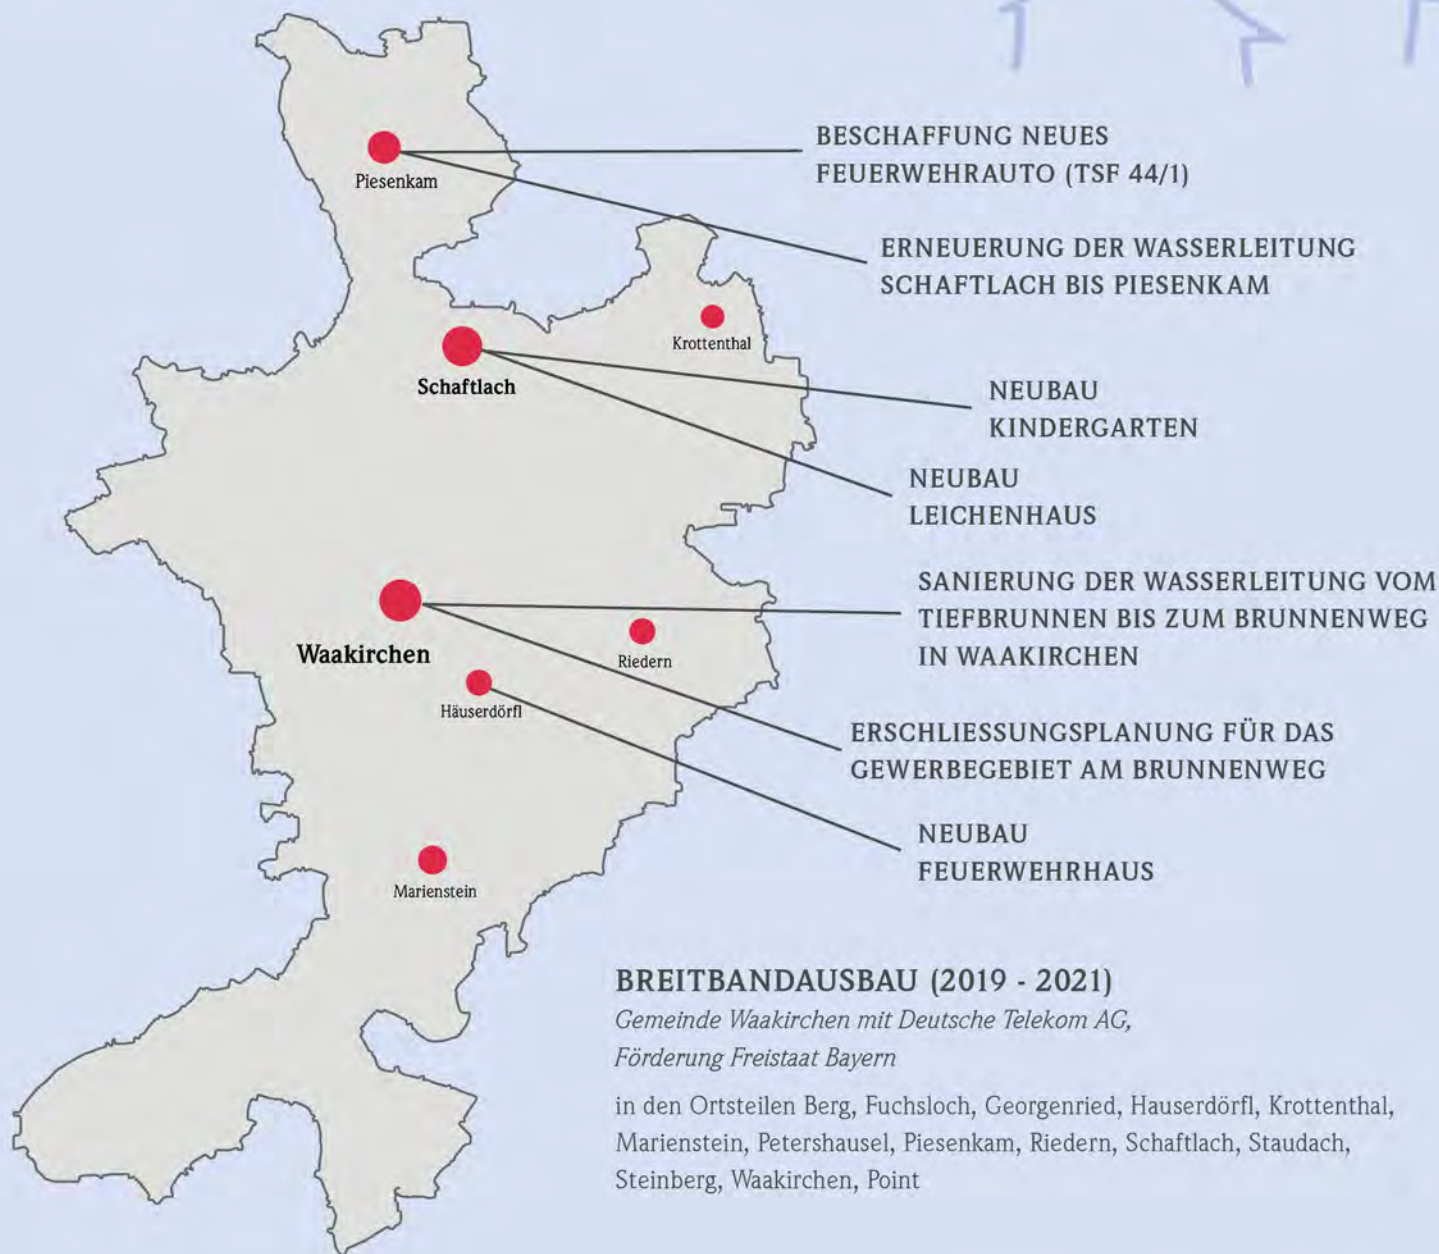 Piesenkam
BESCHAFFUNG NEUES
FEUERWEHRAUTO (TSF 44/1)
ERNEUERUNG DER WASSERLEITUNG
SCHAFTLACH BIS PIESENKAM
Krottenthal
Schaftlach
NEUBAU
KINDERGARTEN
NEUBAU
LEICHENHAUS
SANIERUNG DER WASSERLEITUNG VOM
TIEFBRUNNEN BIS ZUM BRUNNENWEG
IN WAAKIRCHEN
Waakirchen
Riedern
Häuserdörfl
ERSCHLIESSUNGSPLANUNG FÜR DAS
GEWERBEGEBIET AM BRUNNENWEG
NEUBAU
FEUERWEHRHAUS
Marienstein
BREITBANDAUSBAU (2019 - 2021)
Gemeinde Waakirchen mit Deutsche Telekom AG,
Förderung Freistaat Bayern
in den Ortsteilen Berg, Fuchsloch, Georgenried, Hauserdörfl, Krottenthal,
Marienstein, Petershausel, Piesenkam, Riedern, Schaftlach, Staudach,
Steinberg, Waakirchen, Point